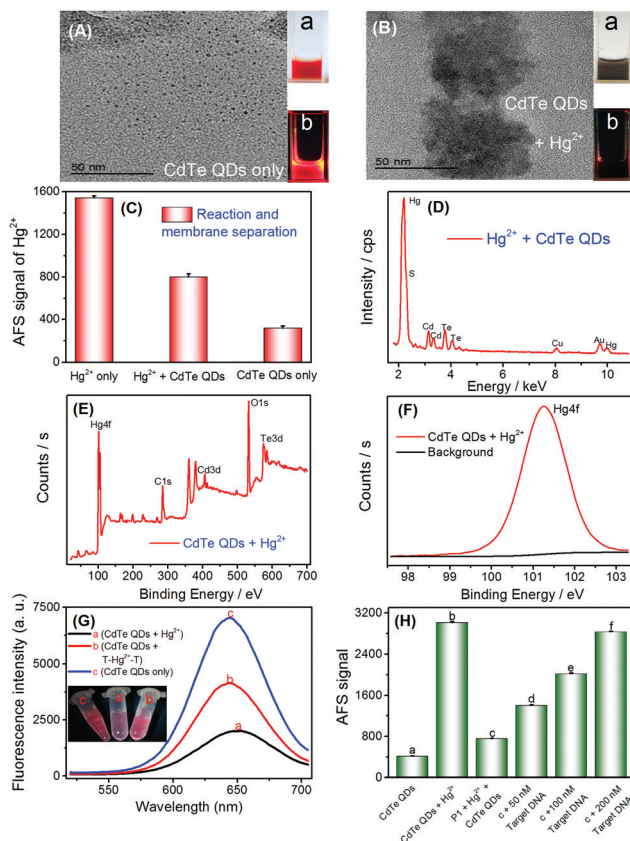 (A)
a
b
50 nm
CdTe QDs only
(B)
a
CdTe QDs
+ Hg²⁺
b
50 nm
(C)
Reaction and
membrane separation
AFS signal of Hg²⁺
1600
1200
800
400
0
Hg²⁺ only
Hg²⁺ + CdTe QDs
CdTe QDs only
(D)
Hg²⁺ + CdTe QDs
Intensity / cps
Hg
S
Cd
Cd
Te
Te
Cu
Au
Hg
2
4
6
8
10
Energy / keV
(E)
Counts / s
Hg4f
C1s
Cd3d
O1s
Te3d
CdTe QDs + Hg²⁺
100
200
300
400
500
600
700
Binding Energy / eV
(F)
Hg4f
CdTe QDs + Hg²⁺
Background
Counts / s
98
99
100
101
102
103
Binding Energy / eV
(G)
Fluorescence intensity (a. u.)
7500
5000
2500
0
a (CdTe QDs + Hg²⁺)
b (CdTe QDs +
T-Hg²⁺-T)
c (CdTe QDs only)
c
b
a
c
a
b
550
600
650
700
Wavelength (nm)
(H)
AFS signal
3200
2400
1600
800
0
a
b
c
d
e
f
CdTe QDs
CdTe QDs + Hg²⁺
P1 + Hg²⁺ +
CdTe QDs
c + 50 nM
Target DNA
c +100 nM
Target DNA
c + 200 nM
Target DNA